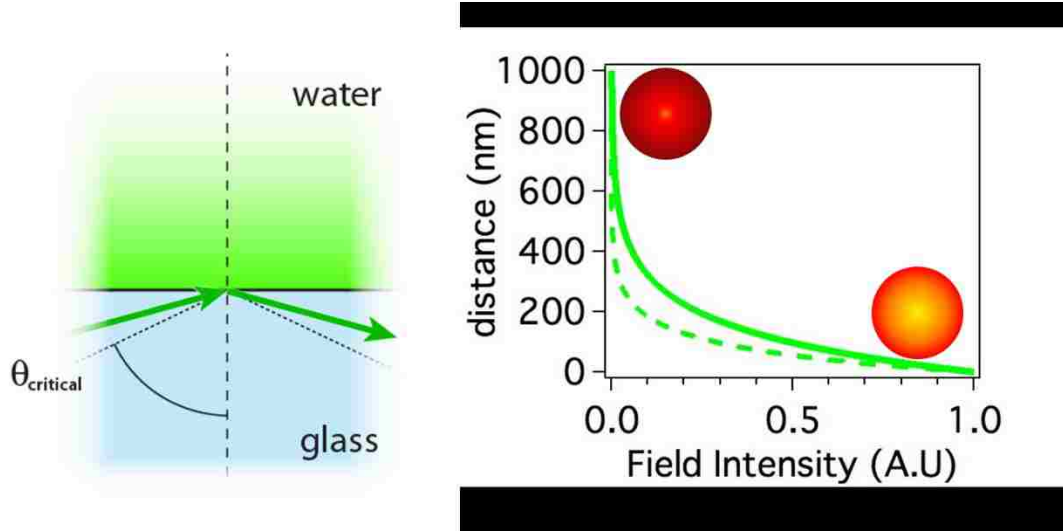 water
θcritical
glass
distance (nm)
1000
800
600
400
200
0
0.0 0.5 1.0
Field Intensity (A.U)